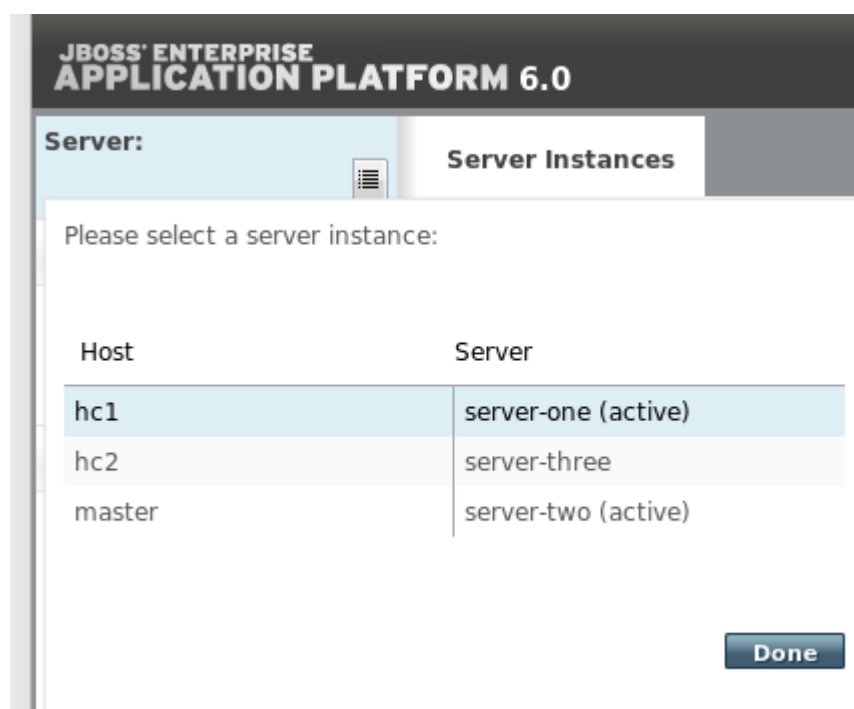 JBOSS' ENTERPRISE
APPLICATION PLATFORM 6.0
Server:
Server Instances
Please select a server instance:
Host Server
hc1 server-one (active)
hc2 server-three
master server-two (active)
Done